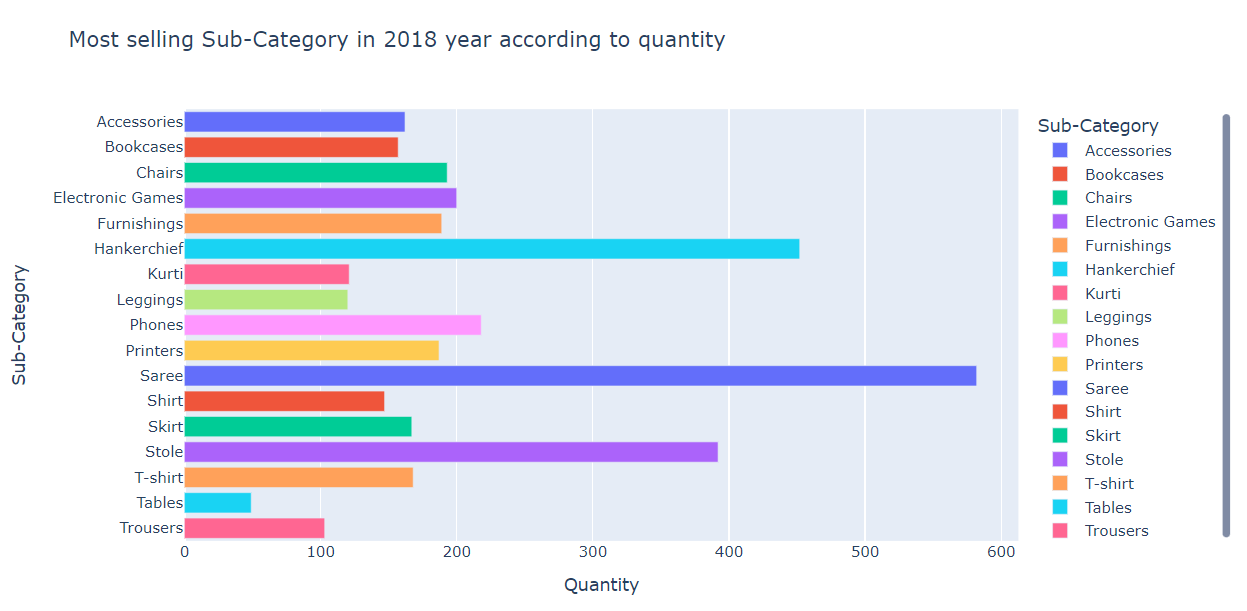 Most selling Sub-Category in 2018 year according to quantity
Sub-Category
Accessories
Bookcases
Chairs
Electronic Games
Furnishings
Hankerchief
Kurti
Leggings
Phones
Printers
Saree
Shirt
Skirt
Stole
T-shirt
Tables
Trousers
0 100 200 300 400 500 600
Quantity
Sub-Category
Accessories
Bookcases
Chairs
Electronic Games
Furnishings
Hankerchief
Kurti
Leggings
Phones
Printers
Saree
Shirt
Skirt
Stole
T-shirt
Tables
Trousers